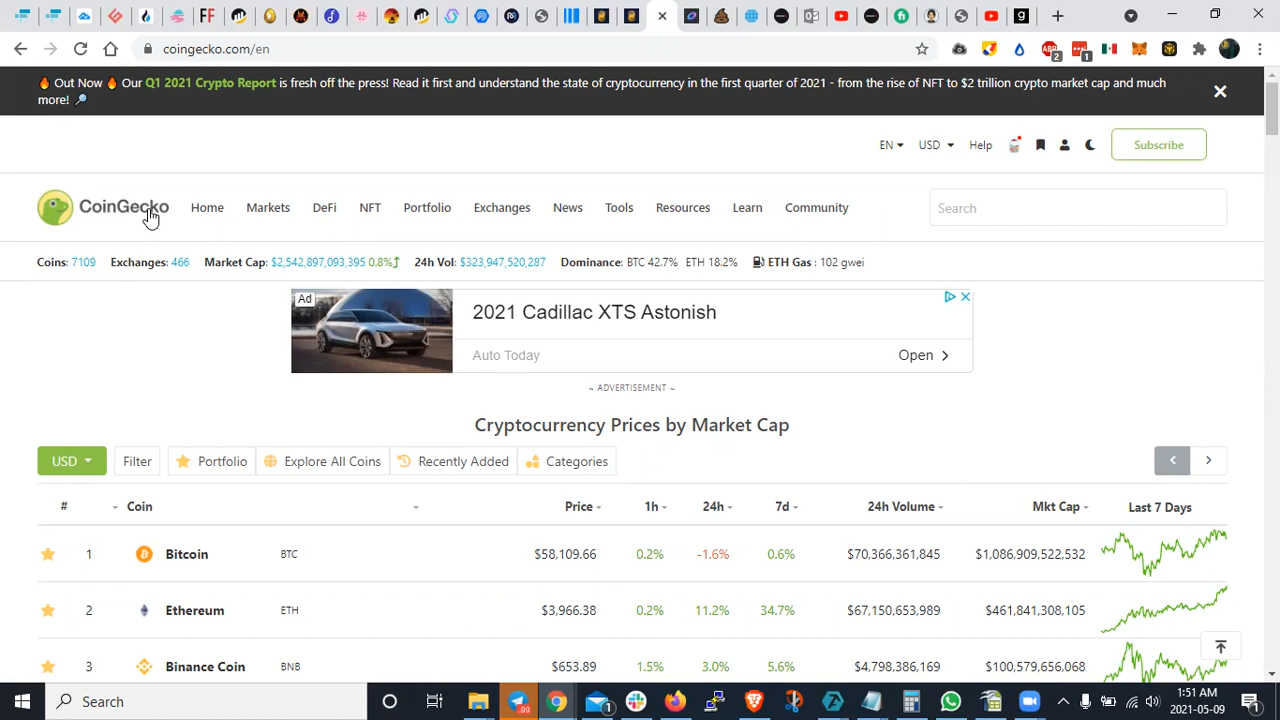 coingecko.com/en
2
1
🔥 Out Now 🔥 Our Q1 2021 Crypto Report is fresh off the press! Read it first and understand the state of cryptocurrency in the first quarter of 2021 - from the rise of NFT to $2 trillion crypto market cap and much
more! 🔎
EN USD Help Subscribe
CoinGecko Home Markets DeFi NFT Portfolio Exchanges News Tools Resources Learn Community Search
Coins: 7109 Exchanges: 466 Market Cap: $2,542,897,093,395 0.8% 24h Vol: $323,947,520,287 Dominance: BTC 42.7% ETH 18.2% ETH Gas : 102 gwei
Ad
2021 Cadillac XTS Astonish
Auto Today Open
~ ADVERTISEMENT ~
Cryptocurrency Prices by Market Cap
USD Filter Portfolio Explore All Coins Recently Added Categories
# Coin Price 1h 24h 7d 24h Volume Mkt Cap Last 7 Days
1 Bitcoin BTC $58,109.66 0.2% -1.6% 0.6% $70,366,361,845 $1,086,909,522,532
2 Ethereum ETH $3,966.38 0.2% 11.2% 34.7% $67,150,653,989 $461,841,308,105
3 Binance Coin BNB $653.89 1.5% 3.0% 5.6% $4,798,386,169 $100,579,656,068
Search
1:51 AM
2021-05-09